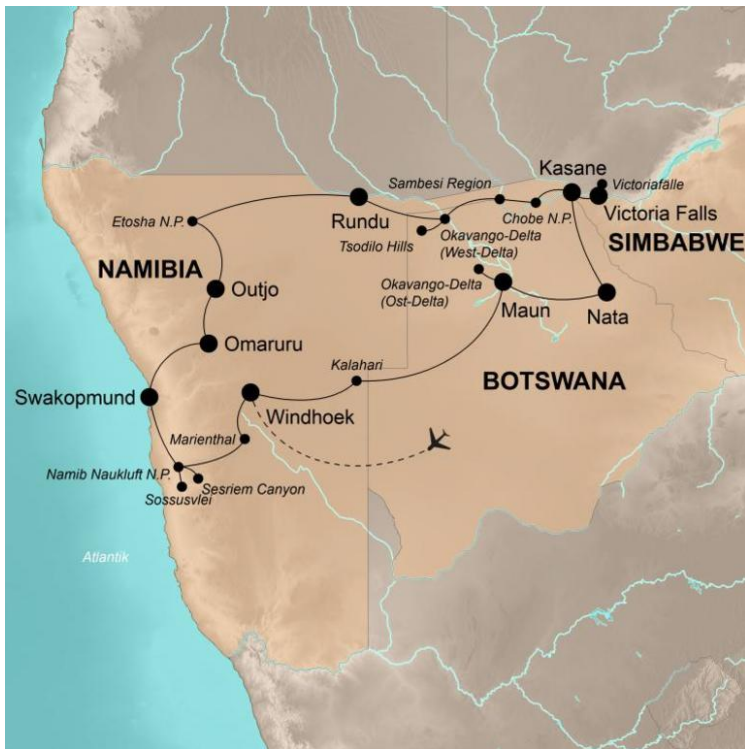 Kasane
Victoriafälle
Sambesi Region
Victoria Falls
Etosha N.P.
Rundu
Chobe N.P.
Tsodilo Hills
Okavango-Delta
(West-Delta)
SIMBABWE
NAMIBIA
Okavango-Delta
(Ost-Delta)
Outjo
Maun
Nata
Omaruru
Kalahari
BOTSWANA
Swakopmund
Windhoek
Marienthal
Namib Naukluft N.P.
Sesriem Canyon
Sossusvlei
Atlantik